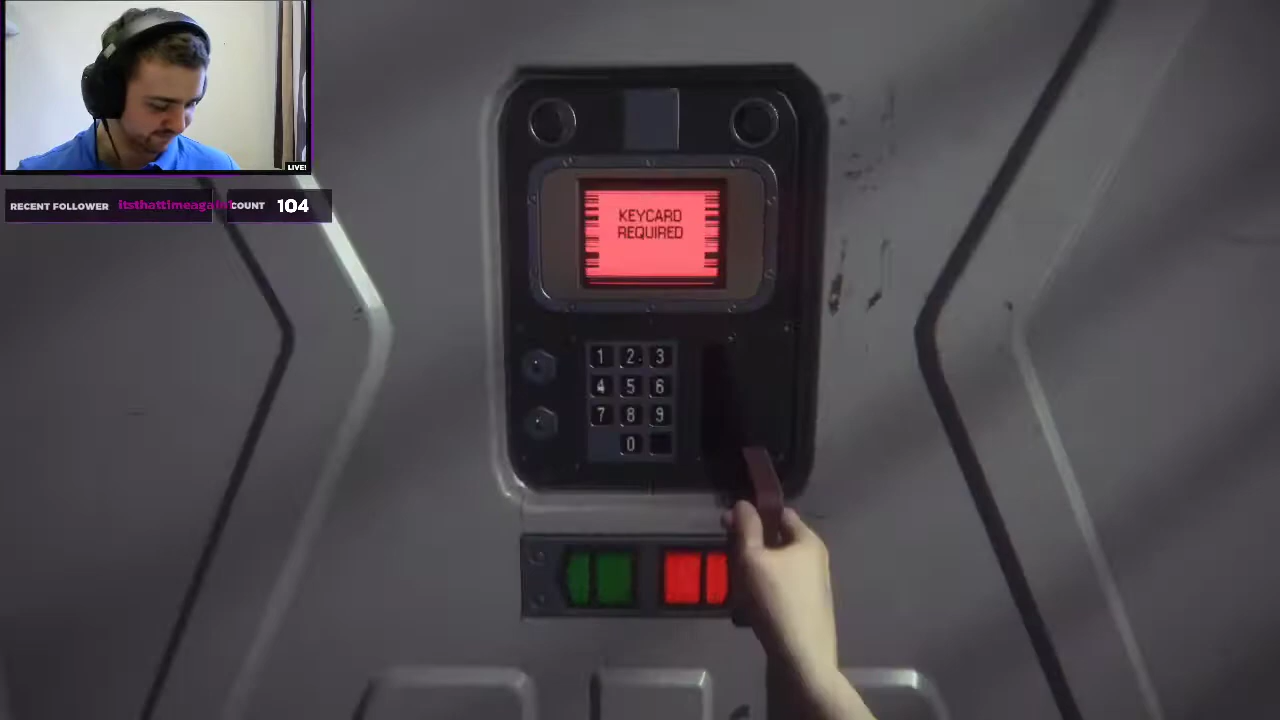 LIVE!
RECENT FOLLOWER itsthattimeagain
COUNT 104
KEYCARD
REQUIRED
1 2 3
4 5 6
7 8 9
0